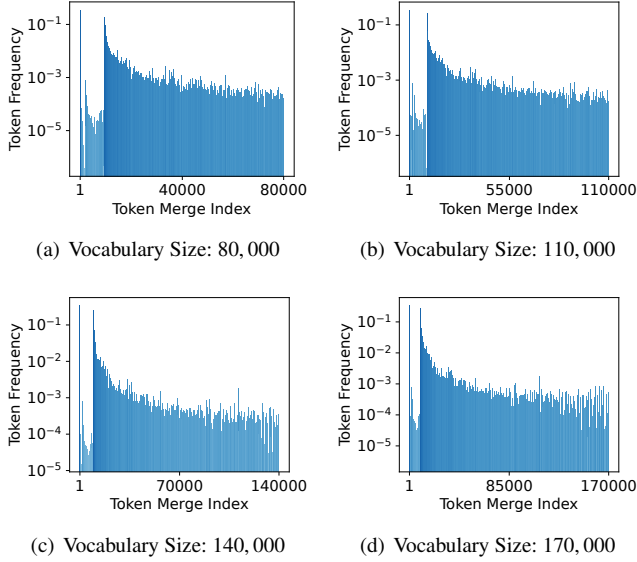 10⁻¹
10⁻³
10⁻⁵
Token Frequency
1 40000 80000
Token Merge Index
(a) Vocabulary Size: 80, 000
10⁻¹
10⁻³
10⁻⁵
Token Frequency
1 55000 110000
Token Merge Index
(b) Vocabulary Size: 110, 000
10⁻¹
10⁻²
10⁻³
10⁻⁴
10⁻⁵
Token Frequency
1 70000 140000
Token Merge Index
(c) Vocabulary Size: 140, 000
10⁻¹
10⁻²
10⁻³
10⁻⁴
10⁻⁵
Token Frequency
1 85000 170000
Token Merge Index
(d) Vocabulary Size: 170, 000